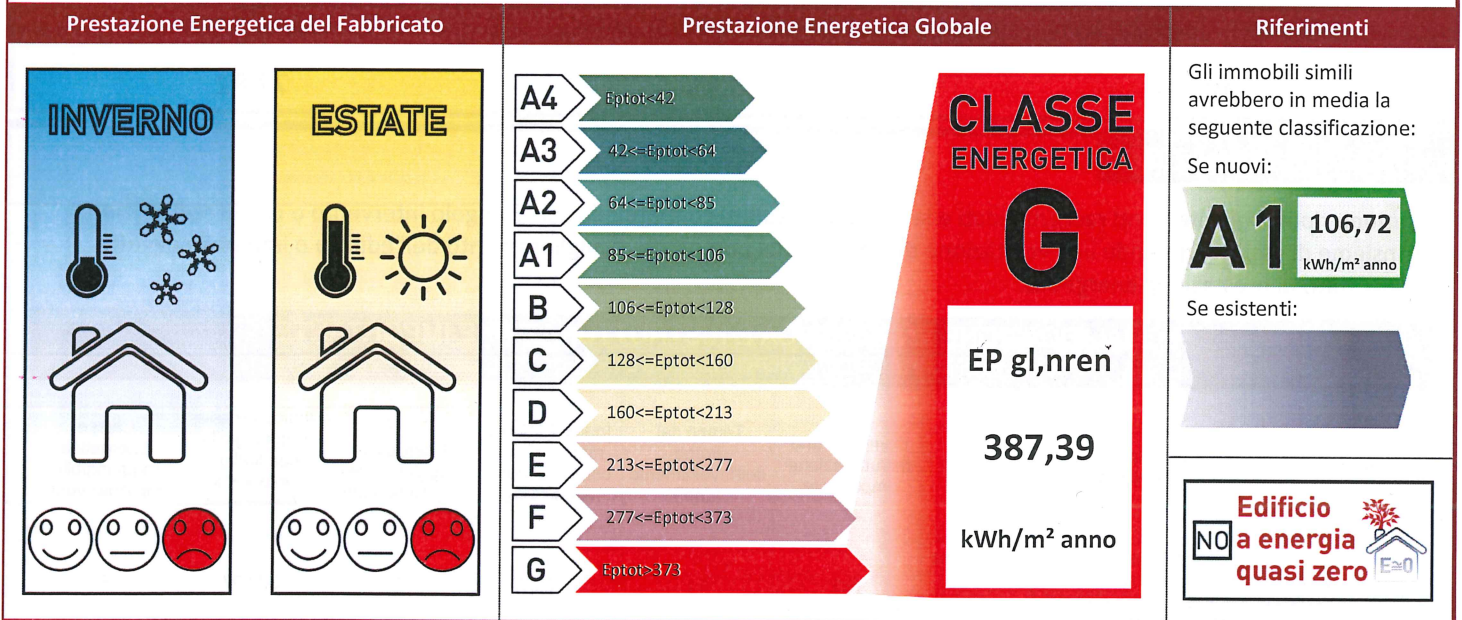 Prestazione Energetica del Fabbricato
Prestazione Energetica Globale
Riferimenti
INVERNO
ESTATE
A4 Eptot<42
A3 42<=Eptot<64
A2 64<=Eptot<85
A1 85<=Eptot<106
B 106<=Eptot<128
C 128<=Eptot<160
D 160<=Eptot<213
E 213<=Eptot<277
F 277<=Eptot<373
G Eptot>373
CLASSE
ENERGETICA
G
EP gl,nren
387,39
kWh/m² anno
Gli immobili simili
avrebbero in media la
seguente classificazione:
Se nuovi:
A1 106,72
kWh/m² anno
Se esistenti:
Edificio
NO a energia
quasi zero
E≅0